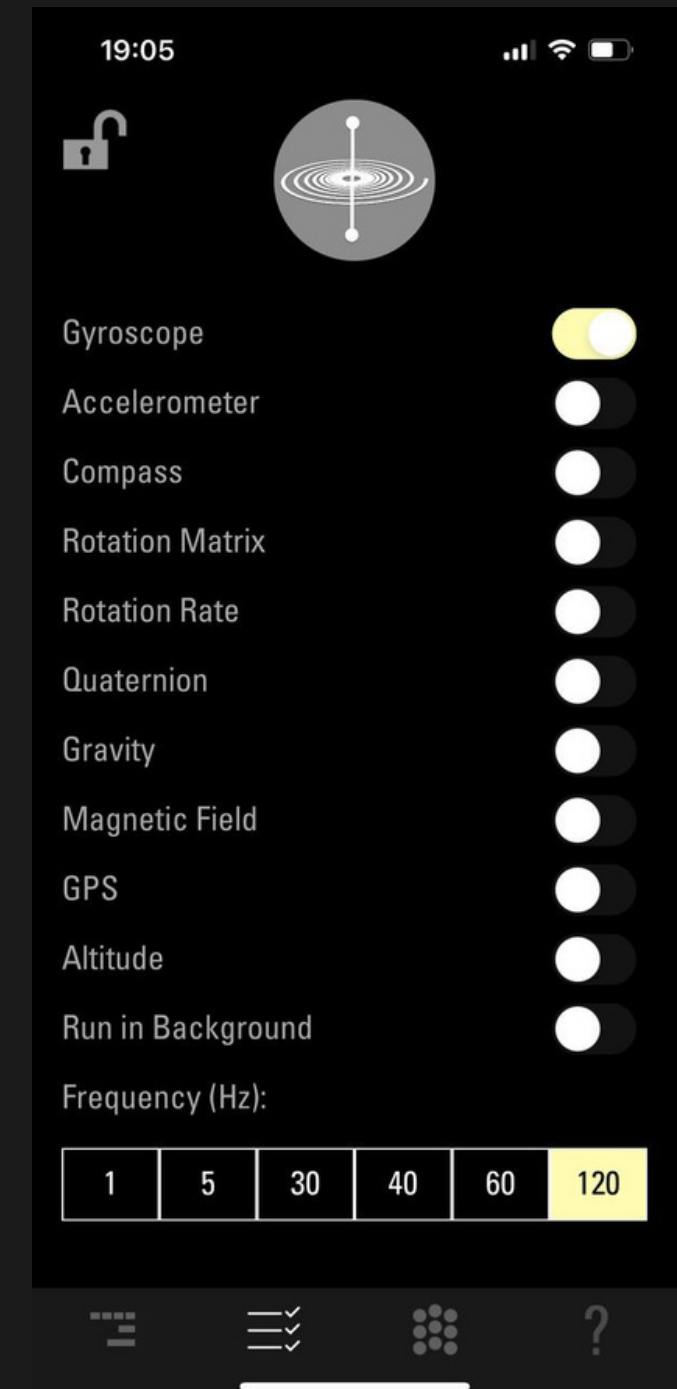 19:05
Gyroscope
Accelerometer
Compass
Rotation Matrix
Rotation Rate
Quaternion
Gravity
Magnetic Field
GPS
Altitude
Run in Background
Frequency (Hz):
1 5 30 40 60 120
?